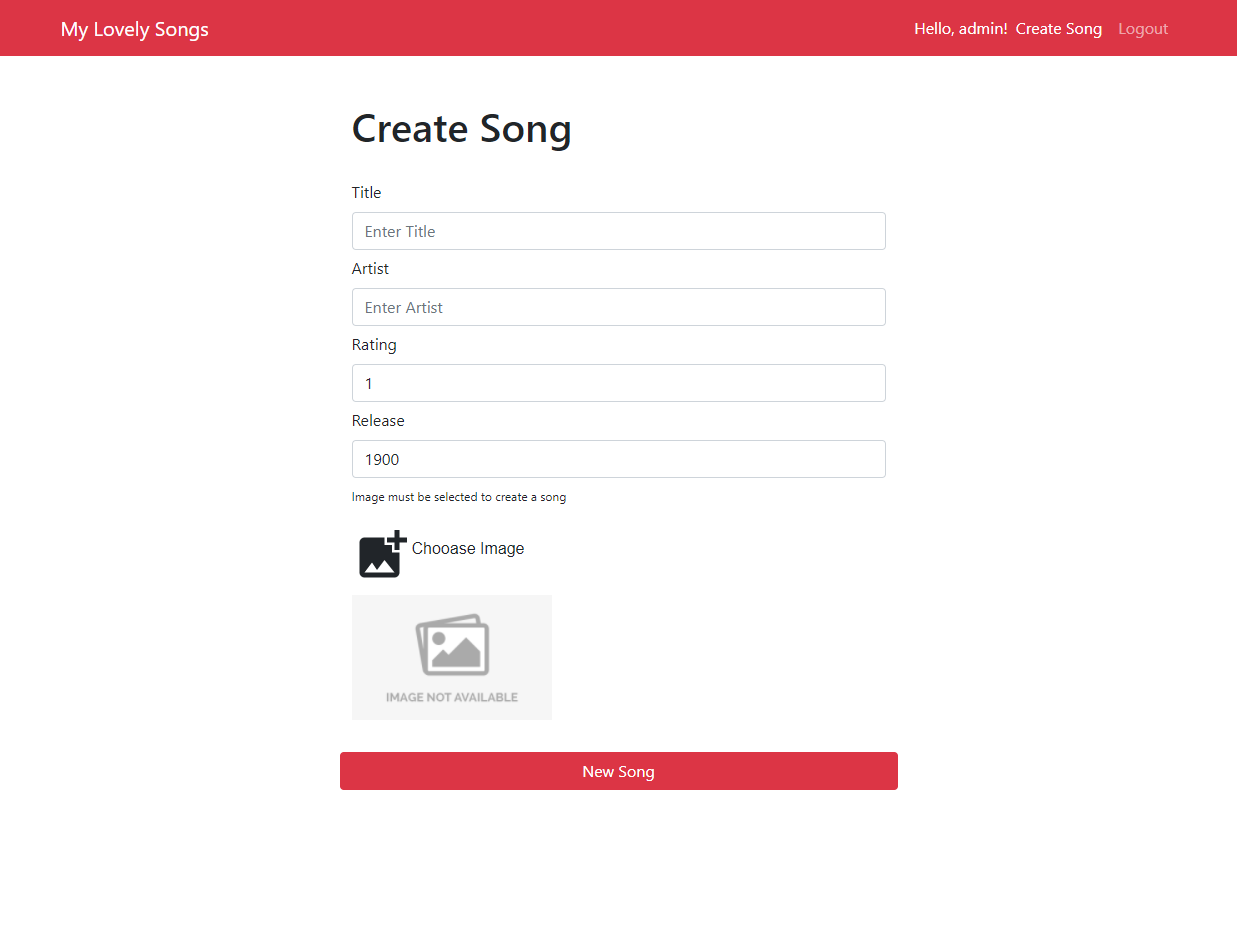 My Lovely Songs
Hello, admin! Create Song Logout
Create Song
Title
Enter Title
Artist
Enter Artist
Rating
1
Release
1900
Image must be selected to create a song
Chooase Image
IMAGE NOT AVAILABLE
New Song